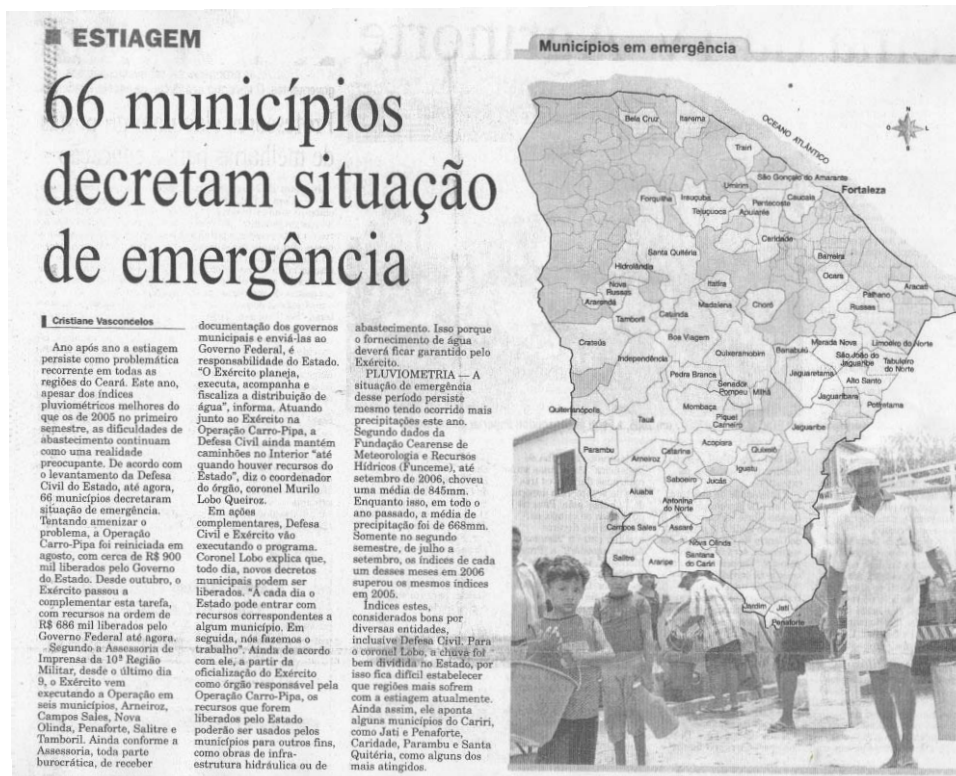 ESTIAGEM
66 municípios
decretam situação
de emergência
Cristiane Vasconcelos
Ano após ano a estiagem
persiste como problemática
recorrente em todas as
regiões do Ceará. Este ano,
apesar dos índices
pluviométricos melhores do
que os de 2005 no primeiro
semestre, as dificuldades de
abastecimento continuam
como uma realidade
preocupante. De acordo com
o levantamento da Defesa
Civil do Estado, até agora,
66 municípios decretaram
situação de emergência.
Tentando amenizar o
problema, a Operação
Carro-Pipa foi reiniciada em
agosto, com cerca de R$ 900
mil liberados pelo Governo
do Estado. Desde outubro, o
Exército passou a
complementar esta tarefa,
com recursos na ordem de
R$ 686 mil liberados pelo
Governo Federal até agora.
Segundo a Assessoria de
Imprensa da 10ª Região
Militar, desde o último dia
9, o Exército vem
executando a Operação em
seis municípios, Arneiroz,
Campos Sales, Nova
Olinda, Penaforte, Salitre e
Tamboril. Ainda conforme a
Assessoria, toda parte
burocrática, de receber
documentação dos governos
municipais e enviá-las ao
Governo Federal, é
responsabilidade do Estado.
"O Exército planeja,
executa, acompanha e
fiscaliza a distribuição de
água", informa. Atuando
junto ao Exército na
Operação Carro-Pipa, a
Defesa Civil ainda mantém
caminhões no Interior "até
quando houver recursos do
Estado", diz o coordenador
do órgão, coronel Murilo
Lobo Queiroz.
Em ações
complementares, Defesa
Civil e Exército vão
executando o programa.
Coronel Lobo explica que,
todo dia, novos decretos
municipais podem ser
liberados. "A cada dia o
Estado pode entrar com
recursos correspondentes a
algum município. Em
seguida, nós fazemos o
trabalho". Ainda de acordo
com ele, a partir da
oficialização do Exército
como órgão responsável pela
Operação Carro-Pipa, os
recursos que forem
liberados pelo Estado
poderão ser usados pelos
municípios para outros fins,
como obras de infra-
estrutura hidráulica ou de
abastecimento. Isso porque
o fornecimento de água
deverá ficar garantido pelo
Exército.
PLUVIOMETRIA — A
situação de emergência
desse período persiste
mesmo tendo ocorrido mais
precipitações este ano.
Segundo dados da
Fundação Cearense de
Meteorologia e Recursos
Hídricos (Funceme), até
setembro de 2006, choveu
uma média de 845mm.
Enquanto isso, em todo o
ano passado, a média de
precipitação foi de 668mm.
Somente no segundo
semestre, de julho a
setembro, os índices de cada
um desses meses em 2006
superou os mesmos índices
em 2005.
Índices estes,
considerados bons por
diversas entidades,
inclusive Defesa Civil. Para
o coronel Lobo, a chuva foi
bem dividida no Estado, por
isso fica difícil estabelecer
que regiões mais sofrem
com a estiagem atualmente.
Ainda assim, ele aponta
alguns municípios do Cariri,
como Jati e Penaforte,
Caridade, Parambu e Santa
Quitéria, como alguns dos
mais atingidos.
Municípios em emergência
OCEANO ATLÂNTICO
N
O
L
S
Bela Cruz
Itarema
Trairi
São Gonçalo do Amarante
Umirim
Fortaleza
Forquilha
Irauçuba
Pentecoste
Caucaia
Tejuçuoca
Apuiarés
Caridade
Santa Quitéria
Barreira
Hidrolândia
Ocara
Nova
Russas
Itatira
Aracati
Ararendá
Madalena
Choró
Palhano
Russas
Tamboril
Catunda
Crateús
Boa Viagem
Morada Nova
Limoeiro do Norte
Independência
Quixeramobim
Banabuiú
São João do
Jaguaribe
Tabuleiro
do Norte
Pedra Branca
Jaguaretama
Alto Santo
Senador
Pompeu
Milhã
Jaguaribara
Potiretama
Quiterianópolis
Mombaça
Tauá
Piquet
Carneiro
Jaguaribe
Parambu
Acopiara
Quixelô
Arneiroz
Catarina
Iguatu
Saboeiro
Jucás
Aiuaba
Antonina
do Norte
Campos Sales
Assaré
Nova Olinda
Salitre
Araripe
Santana
do Cariri
Jardim
Jati
Penaforte